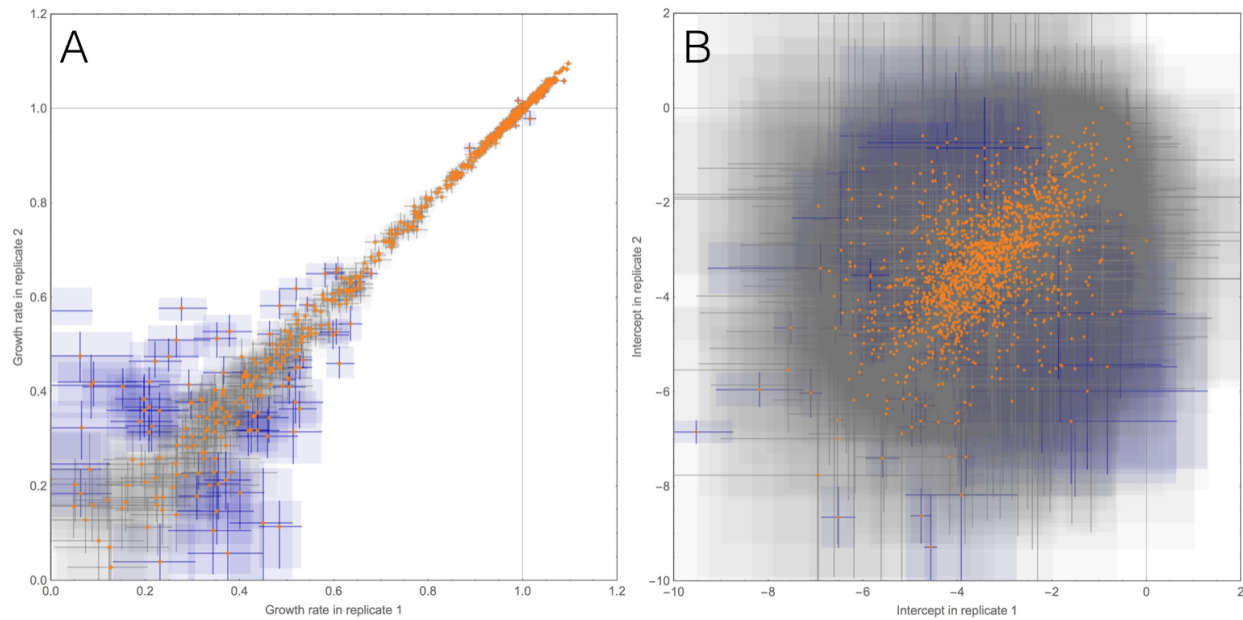 A
1.2
1.0
0.8
0.6
0.4
0.2
0.0
Growth rate in replicate 2
0.0 0.2 0.4 0.6 0.8 1.0 1.2
Growth rate in replicate 1
B
2
0
−2
−4
−6
−8
−10
Intercept in replicate 2
−10 −8 −6 −4 −2 0 2
Intercept in replicate 1